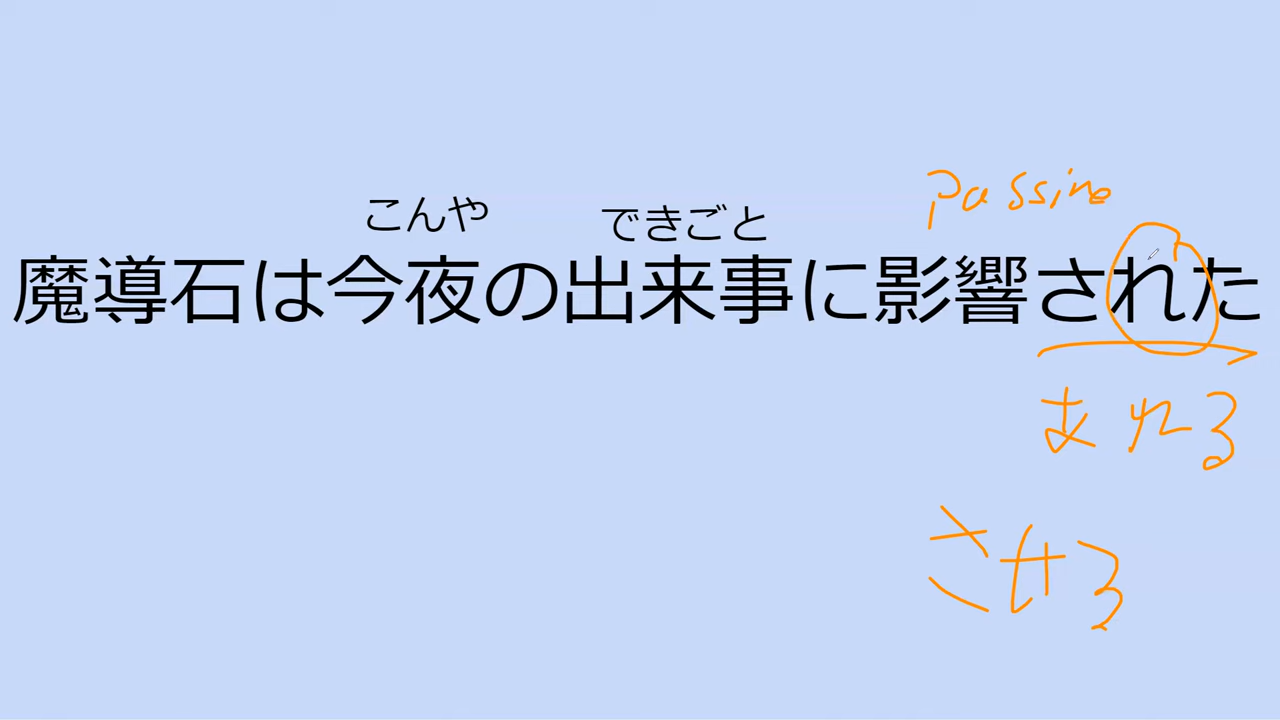 passive
こんや できごと
魔導石は今夜の出来事に影響された
あれる
させる